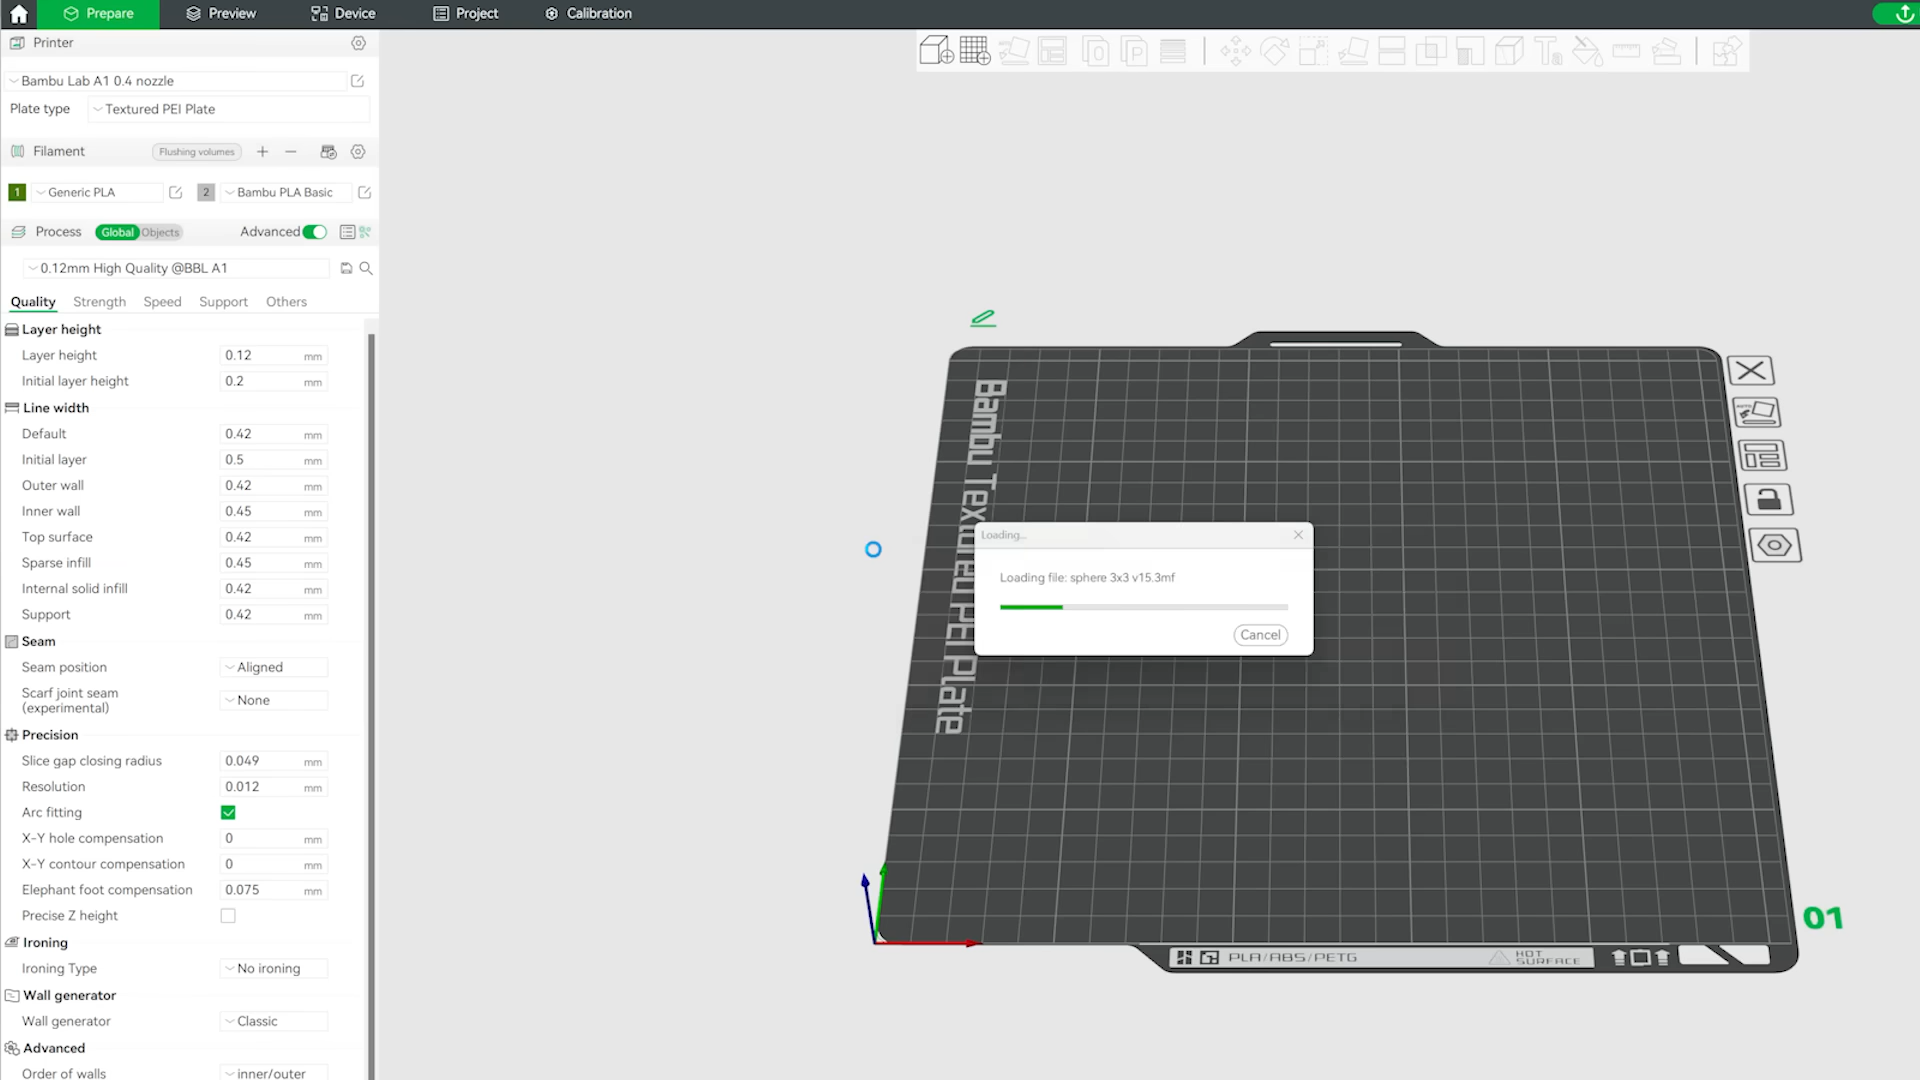 Prepare
Preview
Device
Project
Calibration
Printer
Bambu Lab A1 0.4 nozzle
Plate type
Textured PEI Plate
Filament
Flushing volumes
1
Generic PLA
2
Bambu PLA Basic
Process
Global
Objects
Advanced
0.12mm High Quality @BBL A1
Quality
Strength
Speed
Support
Others
Layer height
Layer height 0.12 mm
Initial layer height 0.2 mm
Line width
Default 0.42 mm
Initial layer 0.5 mm
Outer wall 0.42 mm
Inner wall 0.45 mm
Top surface 0.42 mm
Sparse infill 0.45 mm
Internal solid infill 0.42 mm
Support 0.42 mm
Seam
Seam position Aligned
Scarf joint seam
(experimental) None
Precision
Slice gap closing radius 0.049 mm
Resolution 0.012 mm
Arc fitting
X-Y hole compensation 0 mm
X-Y contour compensation 0 mm
Elephant foot compensation 0.075 mm
Precise Z height
Ironing
Ironing Type No ironing
Wall generator
Wall generator Classic
Advanced
Order of walls inner/outer
Bambu Textured PEI Plate
Loading...
Loading file: sphere 3x3 v15.3mf
Cancel
01
PLA/ABS/PETG
HOT
SURFACE